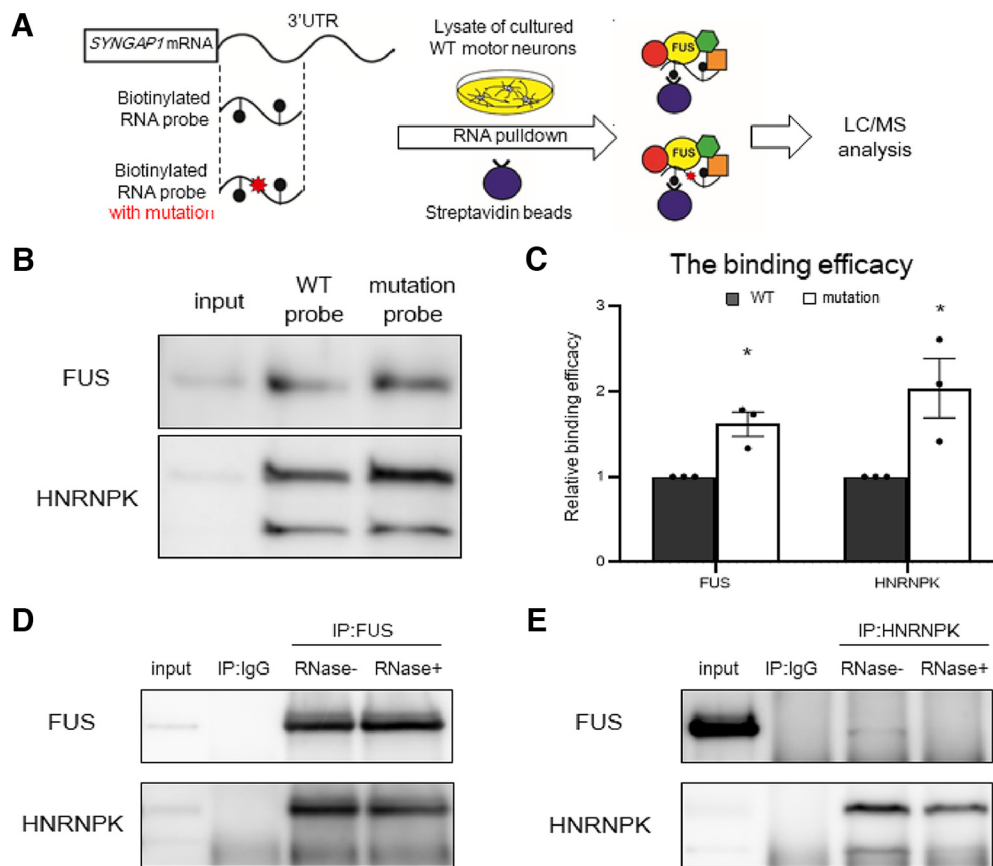 A
SYNGAP1 mRNA
3'UTR
Biotinylated
RNA probe
Biotinylated
RNA probe
with mutation
Lysate of cultured
WT motor neurons
RNA pulldown
Streptavidin beads
FUS
FUS
LC/MS
analysis
B
input
WT
probe
mutation
probe
FUS
HNRNPK
C
The binding efficacy
WT
mutation
Relative binding efficacy
3
2
1
0
*
*
FUS
HNRNPK
D
IP:FUS
input
IP:IgG
RNase-
RNase+
FUS
HNRNPK
E
IP:HNRNPK
input
IP:IgG
RNase-
RNase+
FUS
HNRNPK